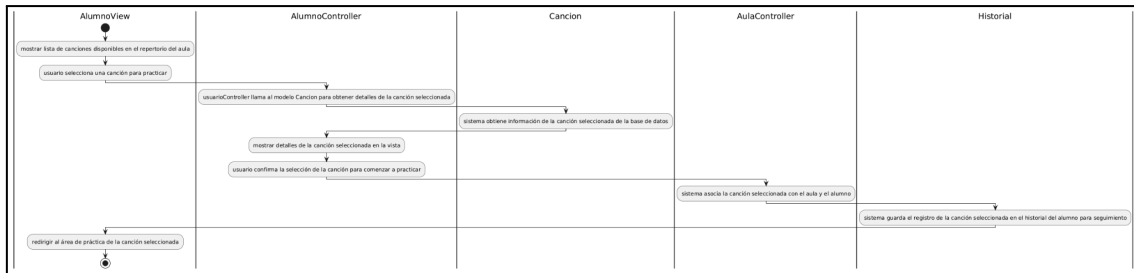 AlumnoView
AlumnoController
Cancion
AulaController
Historial
mostrar lista de canciones disponibles en el repertorio del aula
usuario selecciona una canción para practicar
usuarioController llama al modelo Cancion para obtener detalles de la canción seleccionada
sistema obtiene información de la canción seleccionada de la base de datos
mostrar detalles de la canción seleccionada en la vista
usuario confirma la selección de la canción para comenzar a practicar
sistema asocia la canción seleccionada con el aula y el alumno
sistema guarda el registro de la canción seleccionada en el historial del alumno para seguimiento
redirigir al área de práctica de la canción seleccionada